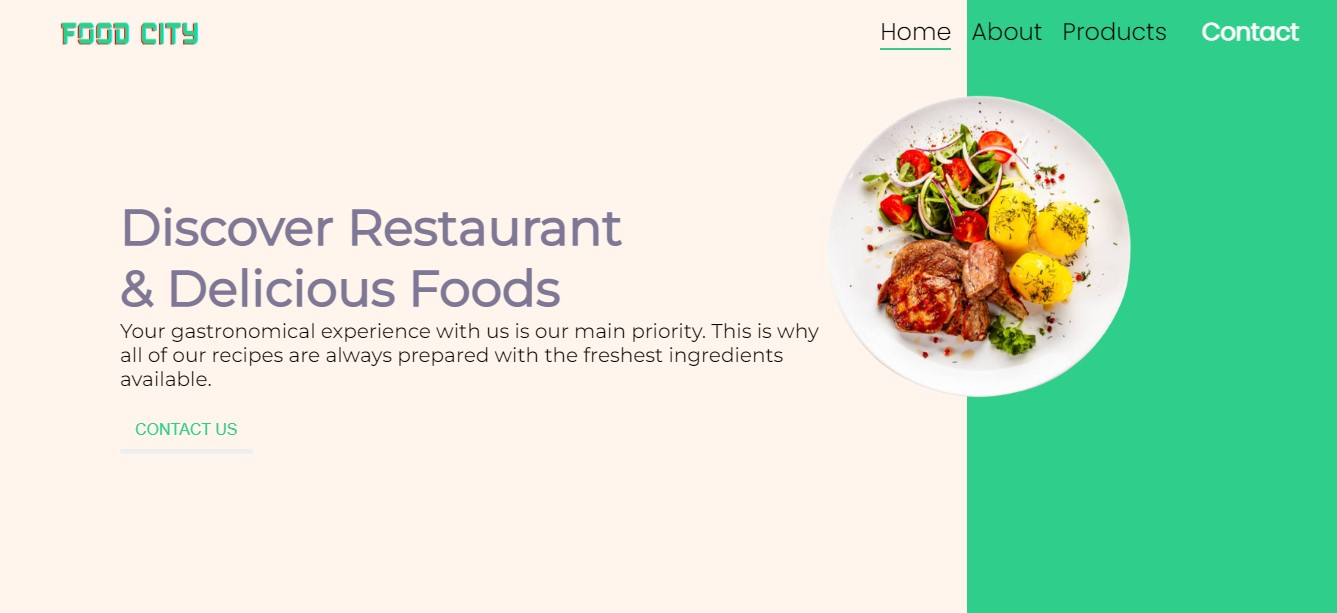 FOOD CITY
Home About Products Contact
Discover Restaurant
& Delicious Foods
Your gastronomical experience with us is our main priority. This is why
all of our recipes are always prepared with the freshest ingredients
available.
CONTACT US